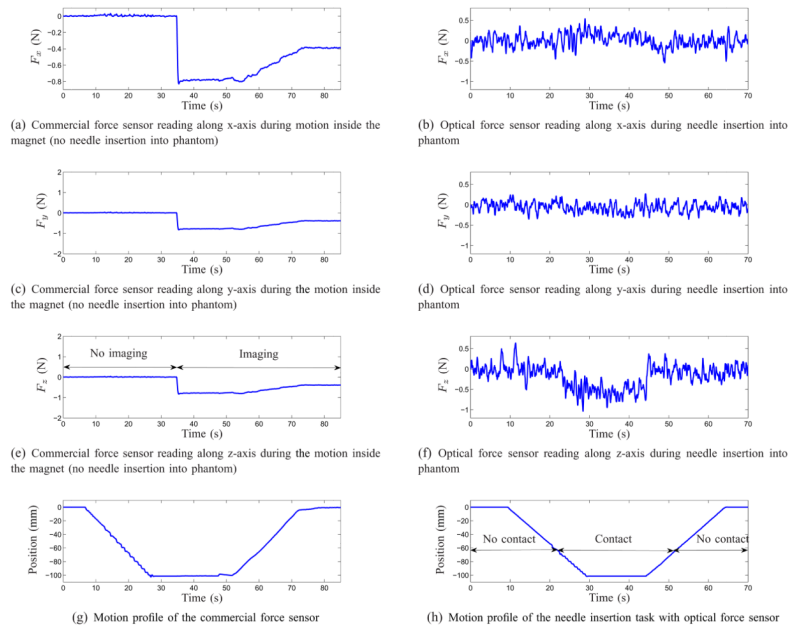 0
−0.2
−0.4
−0.6
−0.8
F_x (N)
0 10 20 30 40 50 60 70 80
Time (s)
(a) Commercial force sensor reading along x-axis during motion inside the
magnet (no needle insertion into phantom)
0.5
0
−0.5
−1
F_x (N)
0 10 20 30 40 50 60 70
Time (s)
(b) Optical force sensor reading along x-axis during needle insertion into
phantom
2
1
0
−1
−2
F_y (N)
0 10 20 30 40 50 60 70 80
Time (s)
(c) Commercial force sensor reading along y-axis during the motion inside
the magnet (no needle insertion into phantom)
0.5
0
−0.5
−1
F_y (N)
0 10 20 30 40 50 60 70
Time (s)
(d) Optical force sensor reading along y-axis during needle insertion into
phantom
2
1
0
−1
−2
F_z (N)
No imaging Imaging
0 10 20 30 40 50 60 70 80
Time (s)
(e) Commercial force sensor reading along z-axis during the motion inside
the magnet (no needle insertion into phantom)
0.5
0
−0.5
−1
F_z (N)
0 10 20 30 40 50 60 70
Time (s)
(f) Optical force sensor reading along z-axis during needle insertion into
phantom
0
−20
−40
−60
−80
−100
Position (mm)
0 10 20 30 40 50 60 70 80
Time (s)
(g) Motion profile of the commercial force sensor
0
−20
−40
−60
−80
−100
Position (mm)
No contact Contact No contact
0 10 20 30 40 50 60 70
Time (s)
(h) Motion profile of the needle insertion task with optical force sensor